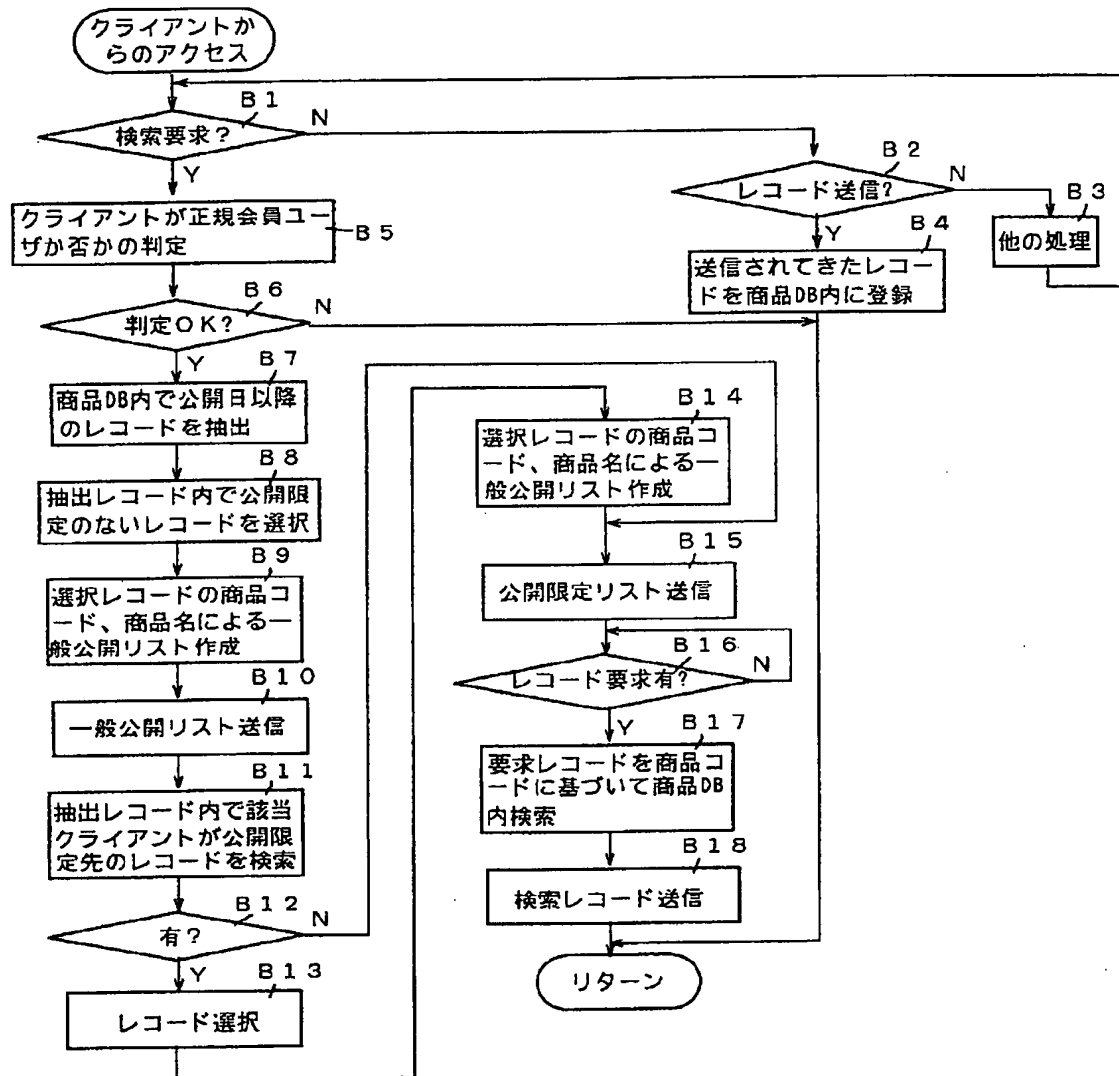 クライアントか
らのアクセス
B1
検索要求?
N
Y
B2
レコード送信?
N
Y
B3
他の処理
B4
送信されてきたレコー
ドを商品DB内に登録
クライアントが正規会員ユー
ザか否かの判定
B5
B6
判定OK?
N
Y
B7
商品DB内で公開日以降
のレコードを抽出
B8
抽出レコード内で公開限
定のないレコードを選択
B9
選択レコードの商品コ
ード、商品名による一
般公開リスト作成
B10
一般公開リスト送信
B11
抽出レコード内で該当
クライアントが公開限
定先のレコードを検索
B12
有?
N
Y
B13
レコード選択
B14
選択レコードの商品コ
ード、商品名による一
般公開リスト作成
B15
公開限定リスト送信
B16
レコード要求有?
N
Y
B17
要求レコードを商品コ
ードに基づいて商品DB
内検索
B18
検索レコード送信
リターン